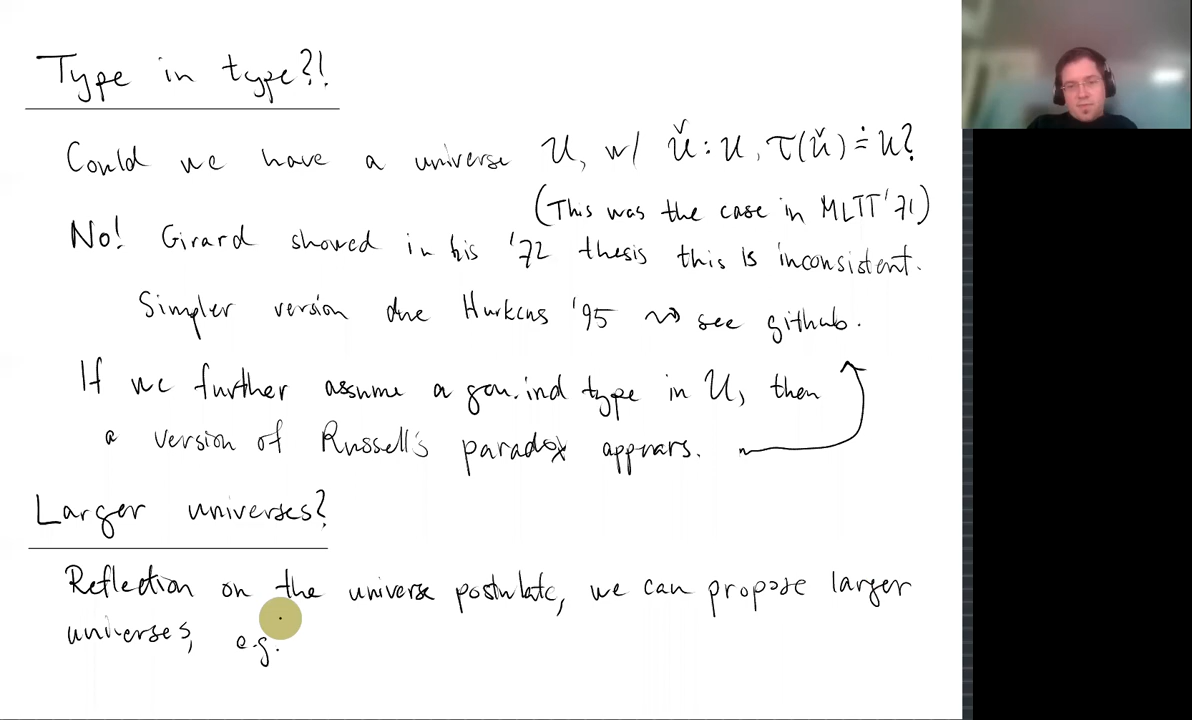 Type in type?!
Could we have a universe U, w/ ǔ : U, T(ǔ) ≐ U?
(This was the case in MLTT'71)
No! Girard showed in his '72 thesis this is inconsistent.
Simpler version due Hurkens '95 ⇝ see github.
If we further assume a gen. ind type in U, then
a version of Russell's paradox appears.
Larger universes?
Reflection on the universe postulate, we can propose larger
universes, e.g.